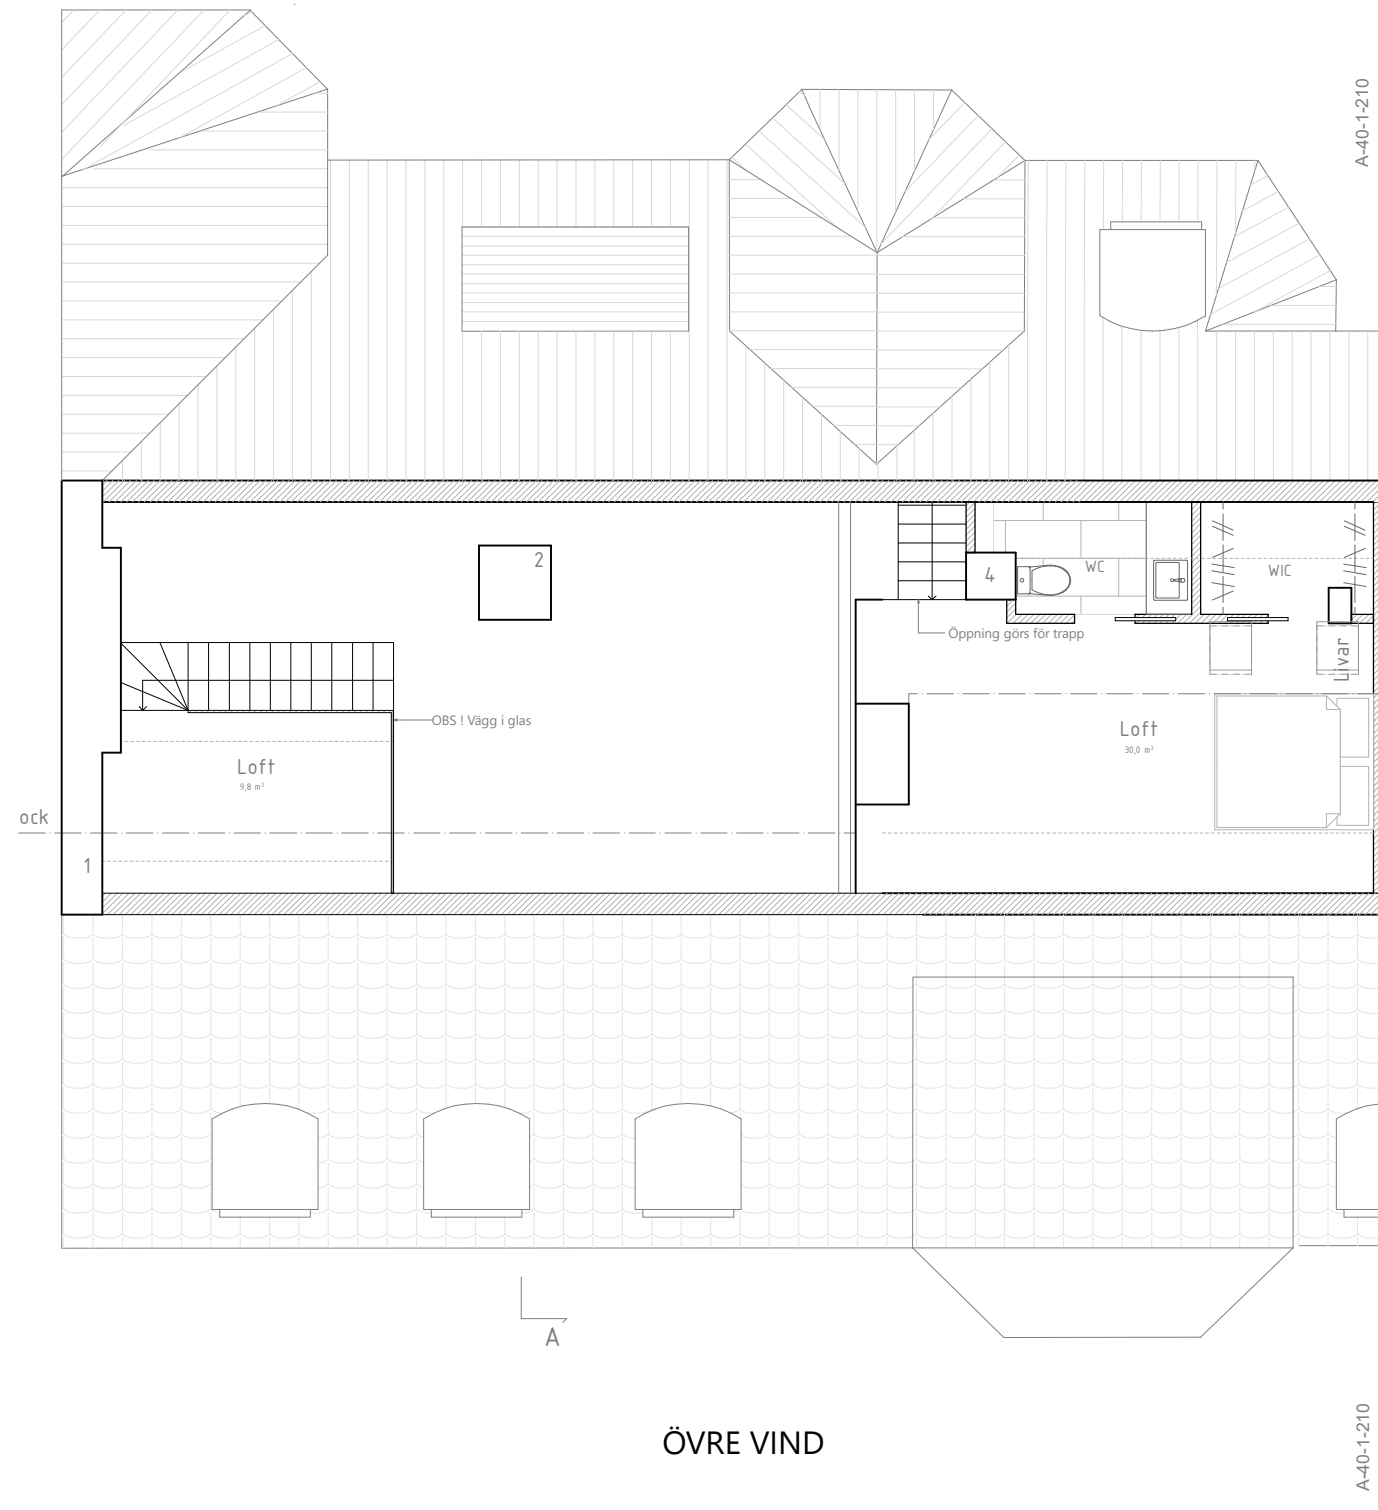 A-40-1-210
2
4
WC
WIC
Öppning görs för trapp
Livar
OBS ! Vägg i glas
Loft
30,0 m²
Loft
9,8 m²
ock
1
A
ÖVRE VIND
A-40-1-210